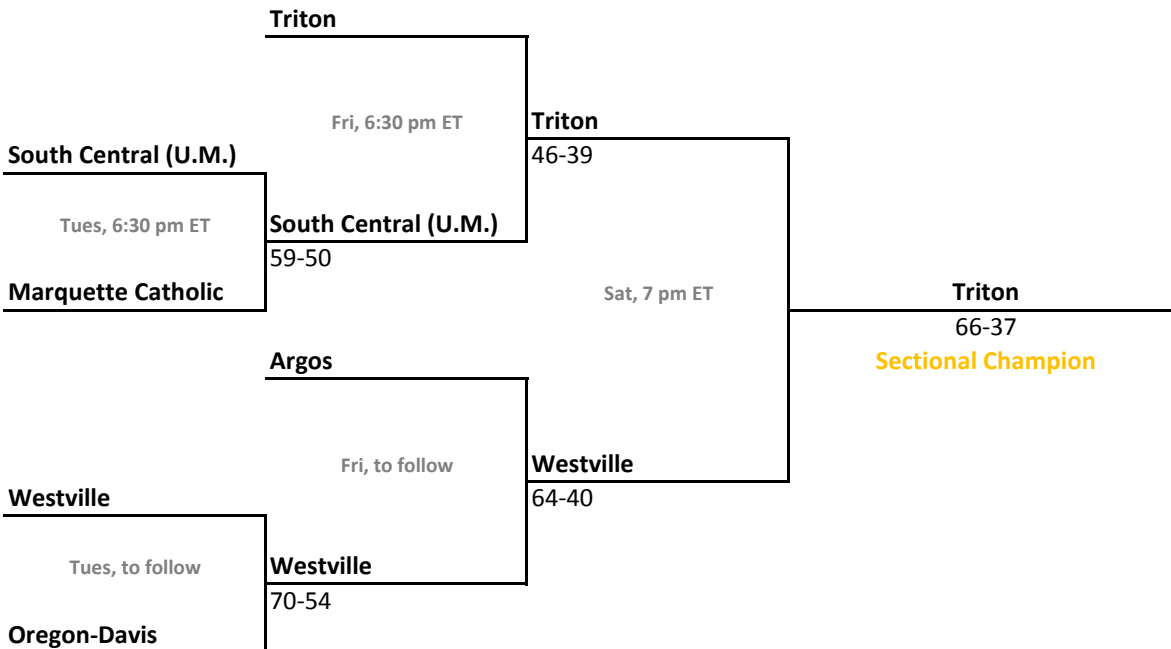 Triton
Fri, 6:30 pm ET
Triton
South Central (U.M.)
46-39
Tues, 6:30 pm ET
South Central (U.M.)
59-50
Marquette Catholic
Sat, 7 pm ET
Triton
66-37
Argos
Sectional Champion
Fri, to follow
Westville
Westville
64-40
Tues, to follow
Westville
70-54
Oregon-Davis